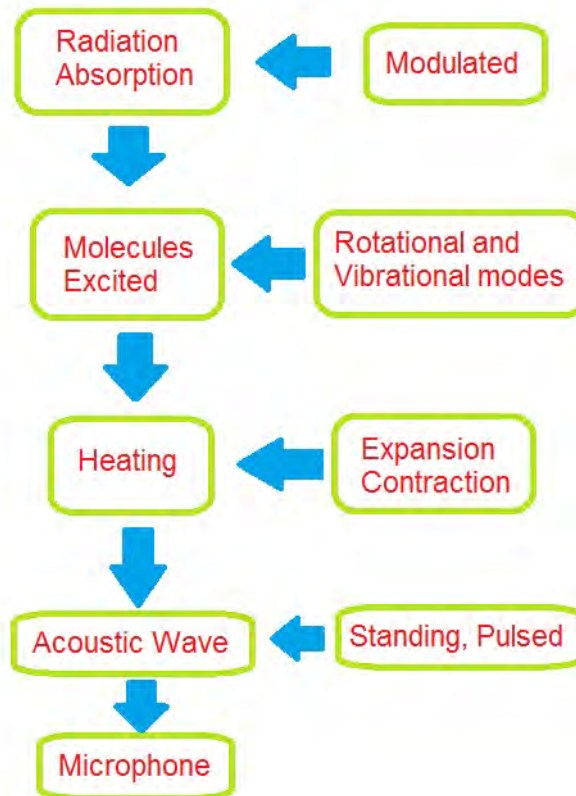 Radiation
Absorption
Modulated
Molecules
Excited
Rotational and
Vibrational modes
Heating
Expansion
Contraction
Acoustic Wave
Standing, Pulsed
Microphone